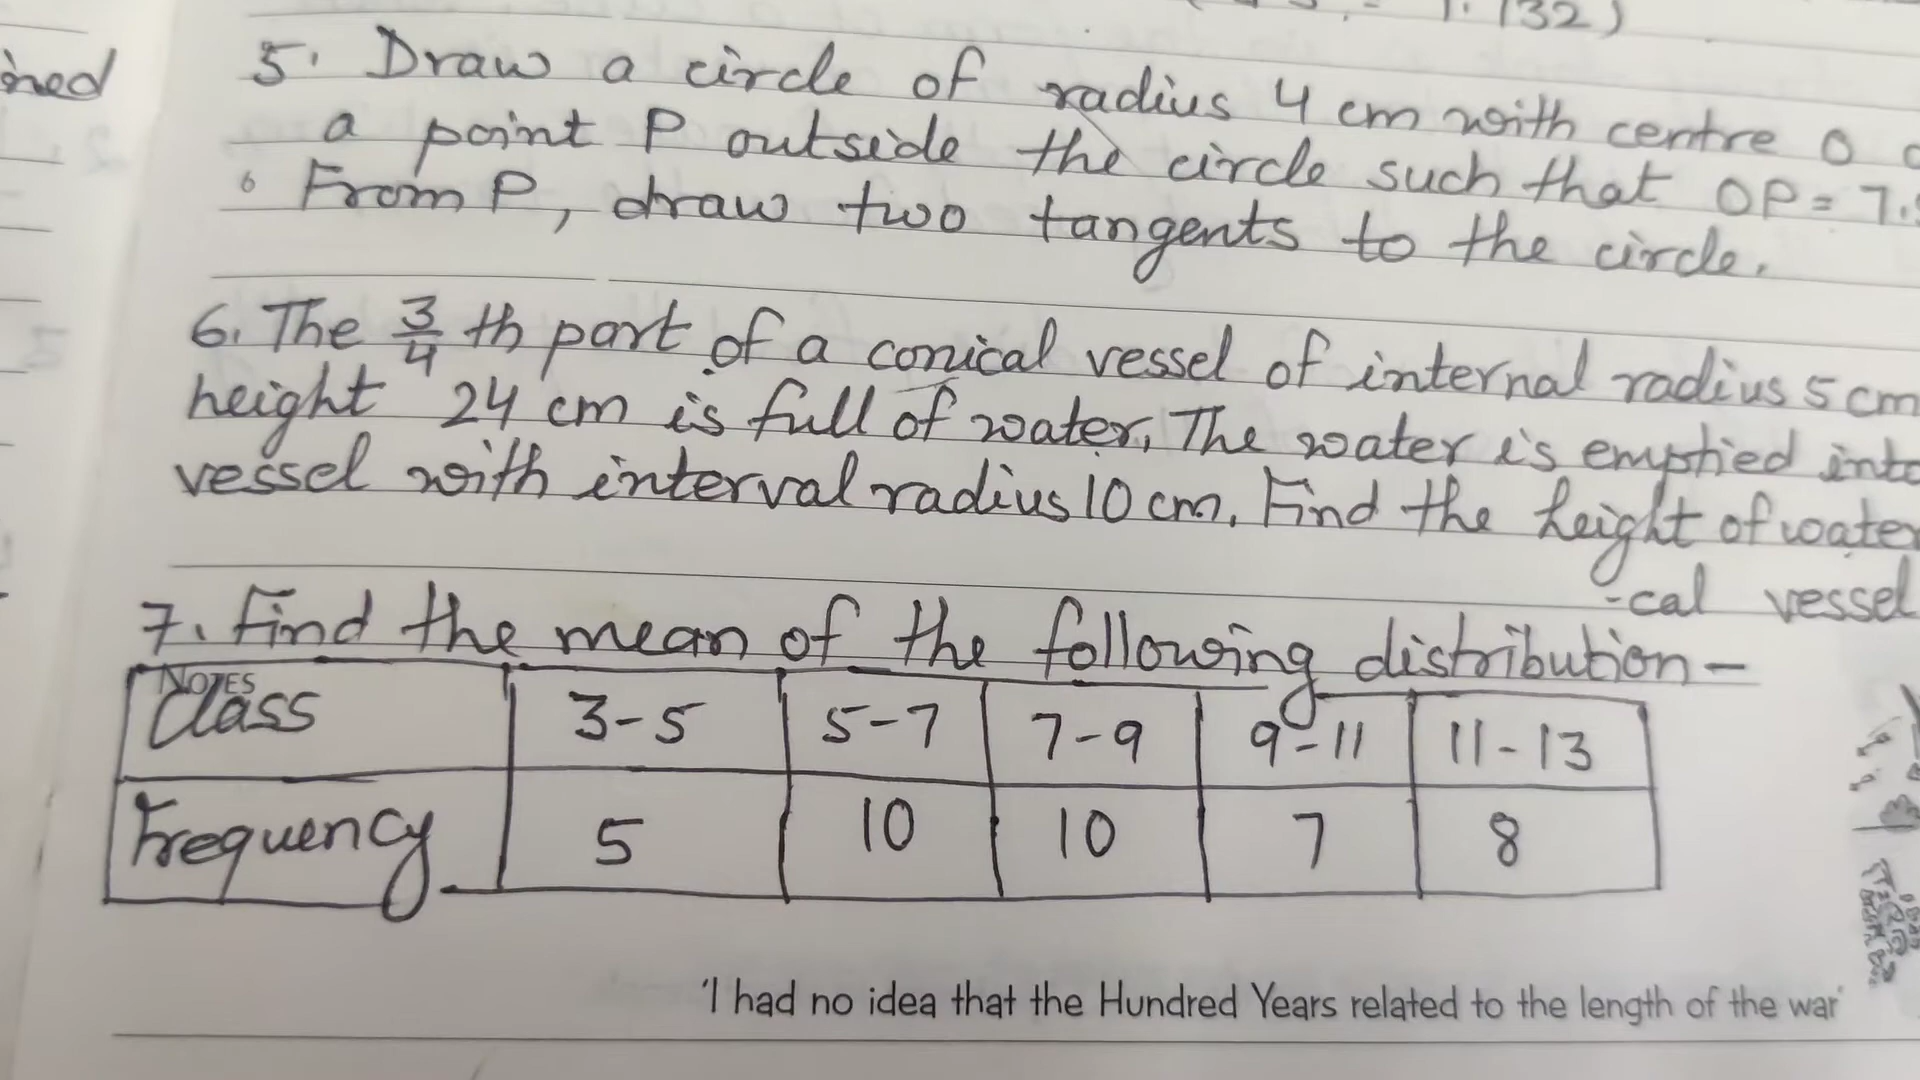 132)
5. Draw a circle of radius 4 cm with centre O
a point P outside the circle such that OP = 7.
From P, draw two tangents to the circle.
6. The 3/4 th part of a conical vessel of internal radius 5 cm
height 24 cm is full of water. The water is emptied into
vessel with interval radius 10 cm. Find the height of water
-cal vessel
7. Find the mean of the following distribution-
NOTES
Class 3-5 5-7 7-9 9-11 11-13
Frequency 5 10 10 7 8
'I had no idea that the Hundred Years related to the length of the war'